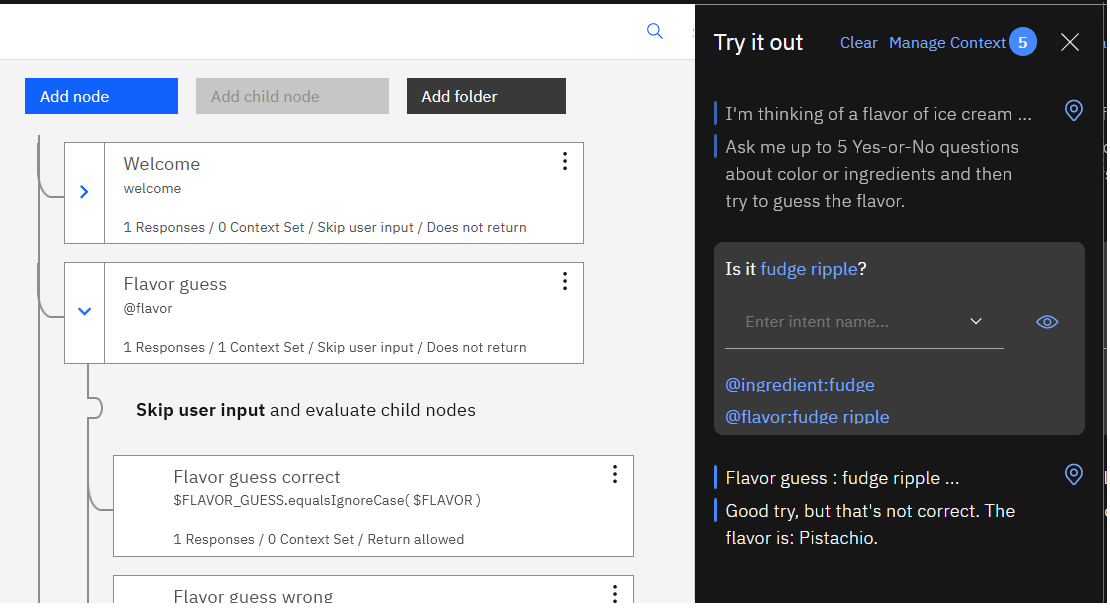 Add node
Add child node
Add folder
Welcome
welcome
1 Responses / 0 Context Set / Skip user input / Does not return
Flavor guess
@flavor
1 Responses / 1 Context Set / Skip user input / Does not return
Skip user input and evaluate child nodes
Flavor guess correct
$FLAVOR_GUESS.equalsIgnoreCase( $FLAVOR )
1 Responses / 0 Context Set / Return allowed
Flavor guess wrong
Try it out
Clear
Manage Context 5
I'm thinking of a flavor of ice cream ...
Ask me up to 5 Yes-or-No questions
about color or ingredients and then
try to guess the flavor.
Is it fudge ripple?
Enter intent name...
@ingredient:fudge
@flavor:fudge ripple
Flavor guess : fudge ripple ...
Good try, but that's not correct. The
flavor is: Pistachio.